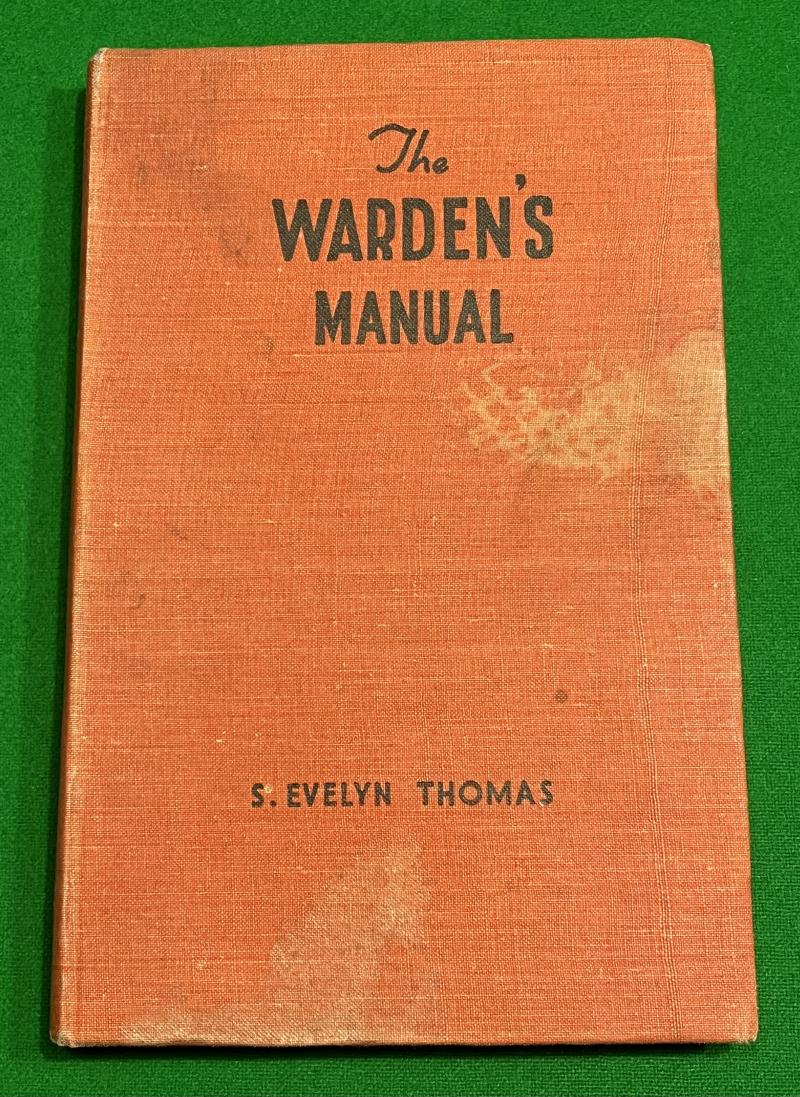 The
WARDEN'S
MANUAL
S. EVELYN THOMAS